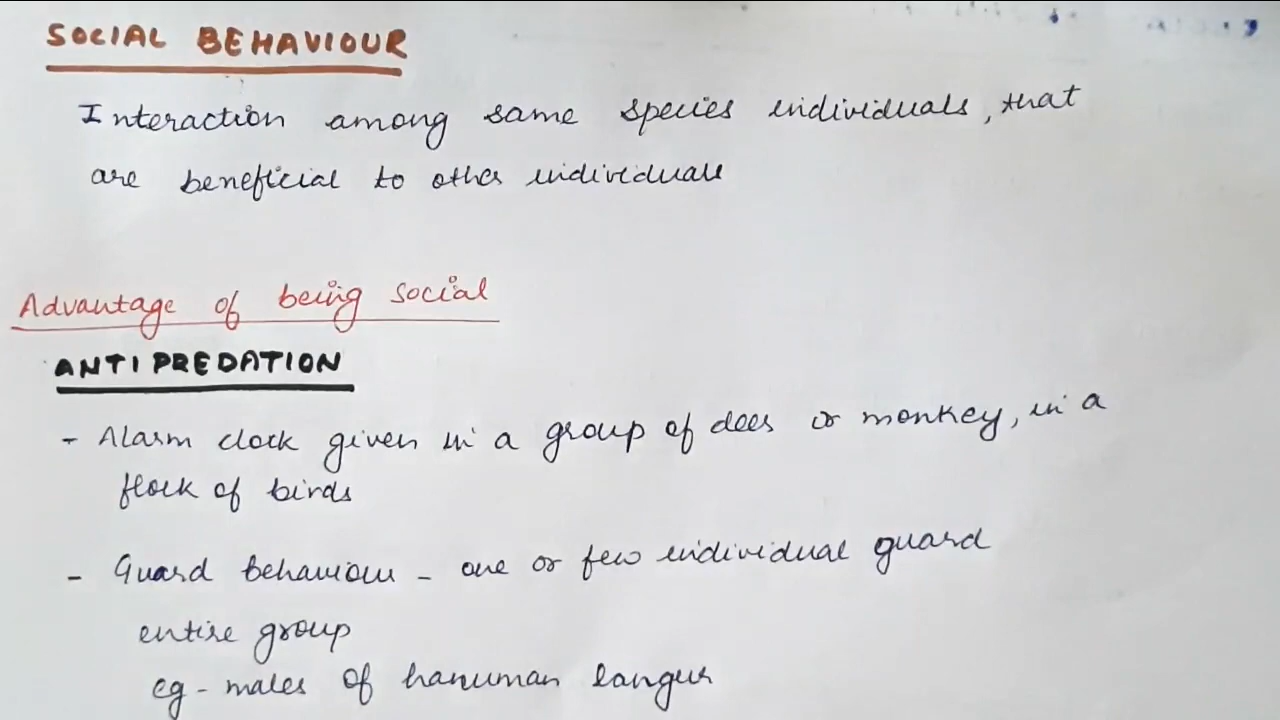 SOCIAL BEHAVIOUR
Interaction among same species individuals, that
are beneficial to other individuals
Advantage of being social
ANTI PREDATION
- Alarm clock given in a group of deer or monkey, in a
flock of birds
- Guard behaviour - one or few individual guard
entire group
eg - males of hanuman langur